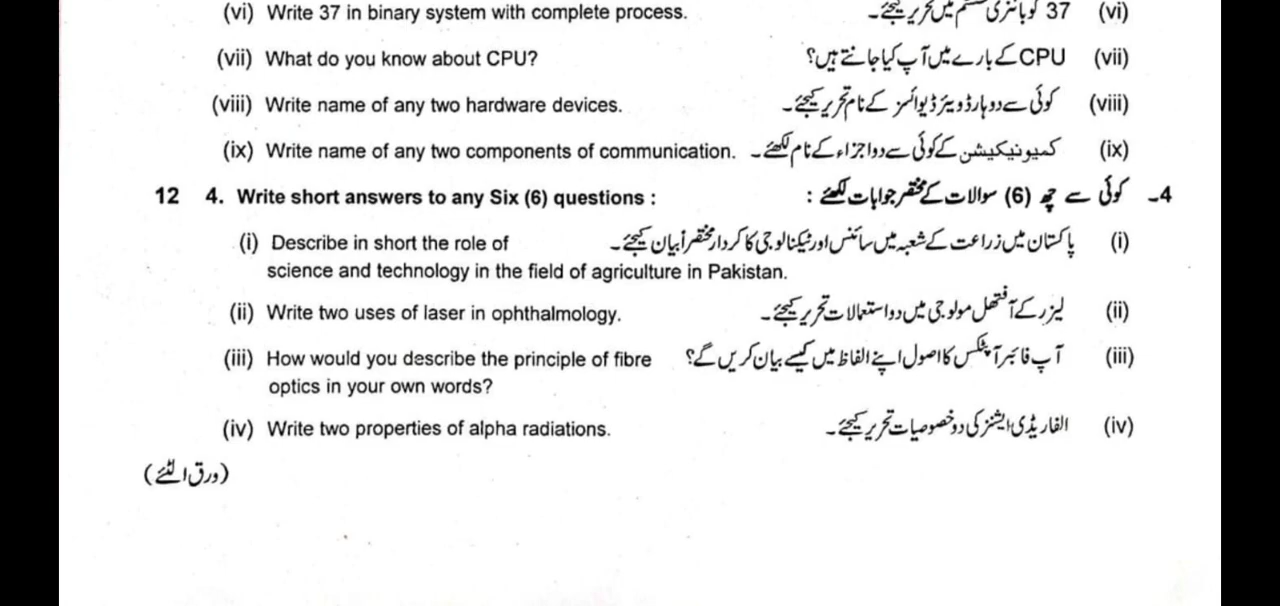 (vi) Write 37 in binary system with complete process. 37 کو بائنری سسٹم میں تحریر کیجئے۔ (vi)
(vii) What do you know about CPU? CPU کے بارے میں آپ کیا جانتے ہیں؟ (vii)
(viii) Write name of any two hardware devices. کوئی سے دو ہارڈویئر ڈیوائسز کے نام تحریر کیجئے۔ (viii)
(ix) Write name of any two components of communication. کمیونیکیشن کے کوئی سے دو اجزاء کے نام لکھئے۔ (ix)
12 4. Write short answers to any Six (6) questions : کوئی سے چھ (6) سوالات کے مختصر جوابات لکھئے : 4۔
(i) Describe in short the role of پاکستان میں زراعت کے شعبہ میں سائنس اور ٹیکنالوجی کا کردار مختصراً بیان کیجئے۔ (i)
science and technology in the field of agriculture in Pakistan.
(ii) Write two uses of laser in ophthalmology. لیزر کے آفتھل مولوجی میں دو استعمالات تحریر کیجئے۔ (ii)
(iii) How would you describe the principle of fibre آپ فائبر آپٹکس کا اصول اپنے الفاظ میں کیسے بیان کریں گے؟ (iii)
optics in your own words?
(iv) Write two properties of alpha radiations. الفا ریڈی ایشنز کی دو خصوصیات تحریر کیجئے۔ (iv)
(ورق الٹئے)